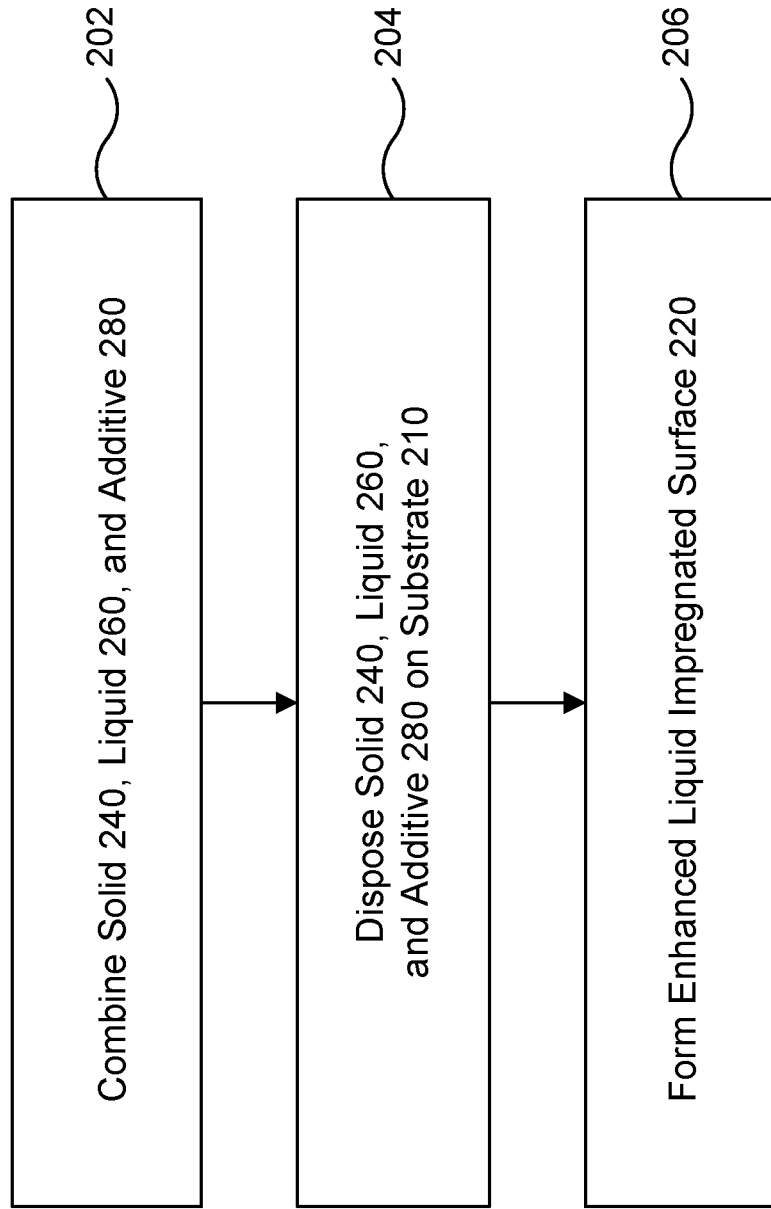 Combine Solid 240, Liquid 260, and Additive 280
202
Dispose Solid 240, Liquid 260,
and Additive 280 on Substrate 210
204
Form Enhanced Liquid Impregnated Surface 220
206